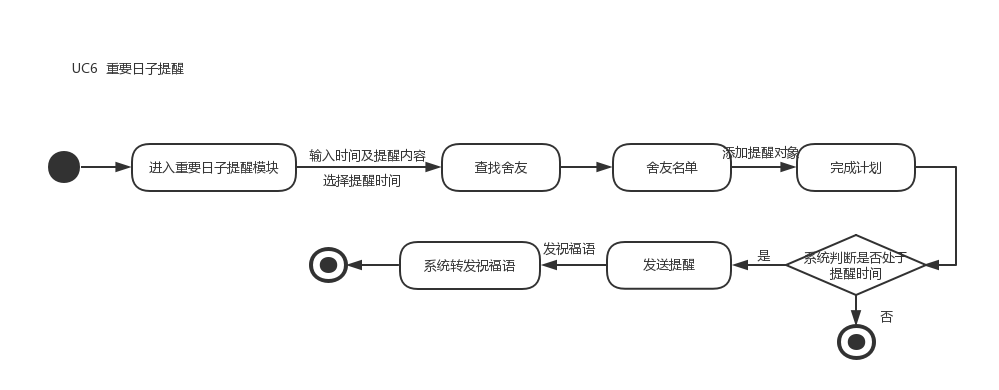 UC6 重要日子提醒
进入重要日子提醒模块
输入时间及提醒内容
选择提醒时间
查找舍友
舍友名单
添加提醒对象
完成计划
系统判断是否处于
提醒时间
是
否
发送提醒
发祝福语
系统转发祝福语